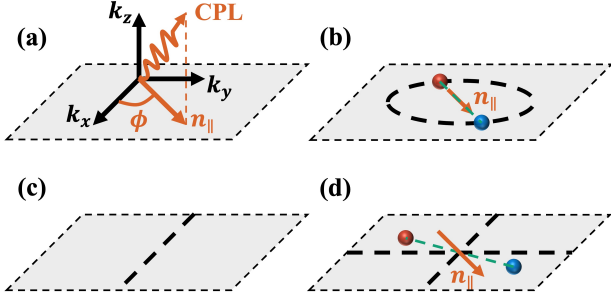 (a)
k_z
CPL
k_y
k_x
ϕ
n_∥
(b)
n_∥
(c)
(d)
n_∥